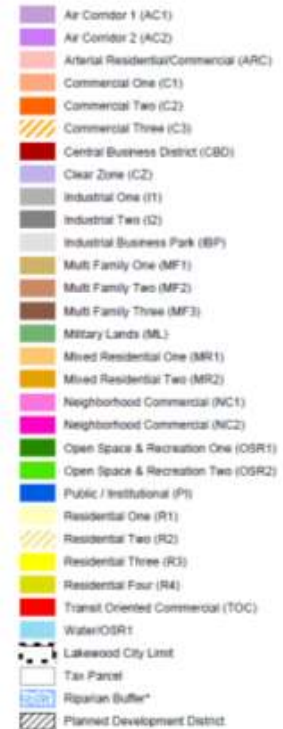 Air Corridor 1 (AC1)
Air Corridor 2 (AC2)
Arterial Residential/Commercial (ARC)
Commercial One (C1)
Commercial Two (C2)
Commercial Three (C3)
Central Business District (CBD)
Clear Zone (CZ)
Industrial One (I1)
Industrial Two (I2)
Industrial Business Park (IBP)
Multi Family One (MF1)
Multi Family Two (MF2)
Multi Family Three (MF3)
Military Lands (ML)
Mixed Residential One (MR1)
Mixed Residential Two (MR2)
Neighborhood Commercial (NC1)
Neighborhood Commercial (NC2)
Open Space & Recreation One (OSR1)
Open Space & Recreation Two (OSR2)
Public / Institutional (PI)
Residential One (R1)
Residential Two (R2)
Residential Three (R3)
Residential Four (R4)
Transit Oriented Commercial (TOC)
Water/OSR1
Lakewood City Limit
Tax Parcel
Riparian Buffer*
Planned Development District